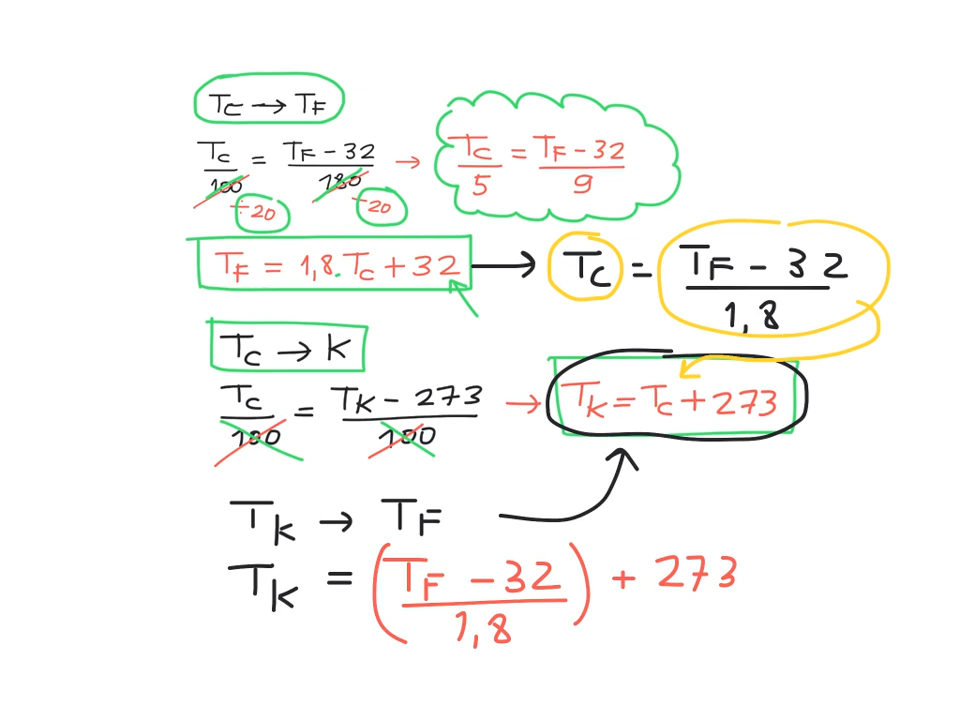 Tc → TF
Tc/100 = TF - 32/180 → Tc/5 = TF - 32/9
÷20 ÷20
TF = 1,8.Tc + 32 → Tc = TF - 32/1,8
Tc → K
Tc/100 = TK - 273/100 → TK = Tc + 273
TK → TF
TK = (TF - 32/1,8) + 273